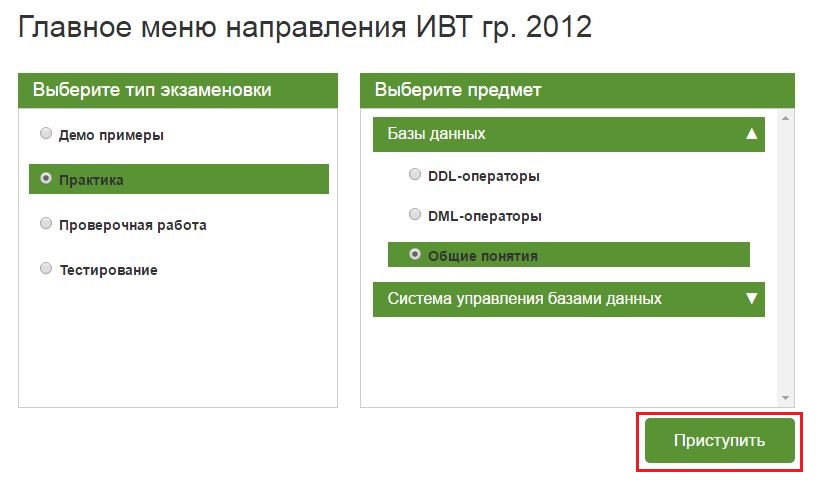 Главное меню направления ИВТ гр. 2012
Выберите тип экзаменовки
Демо примеры
Практика
Проверочная работа
Тестирование
Выберите предмет
Базы данных
DDL-операторы
DML-операторы
Общие понятия
Система управления базами данных
Приступить